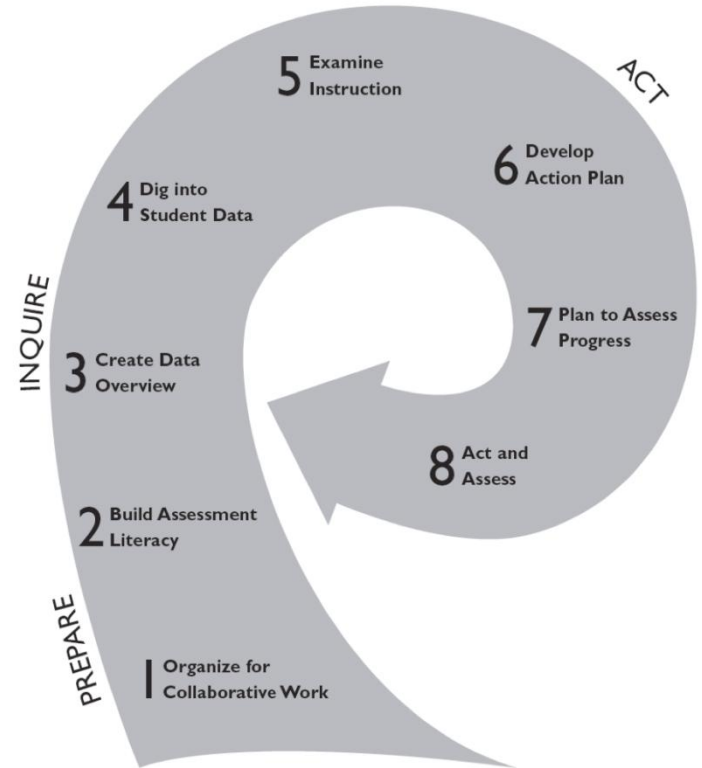 PREPARE
1 Organize for
Collaborative Work
2 Build Assessment
Literacy
INQUIRE
3 Create Data
Overview
4 Dig into
Student Data
5 Examine
Instruction
ACT
6 Develop
Action Plan
7 Plan to Assess
Progress
8 Act and
Assess